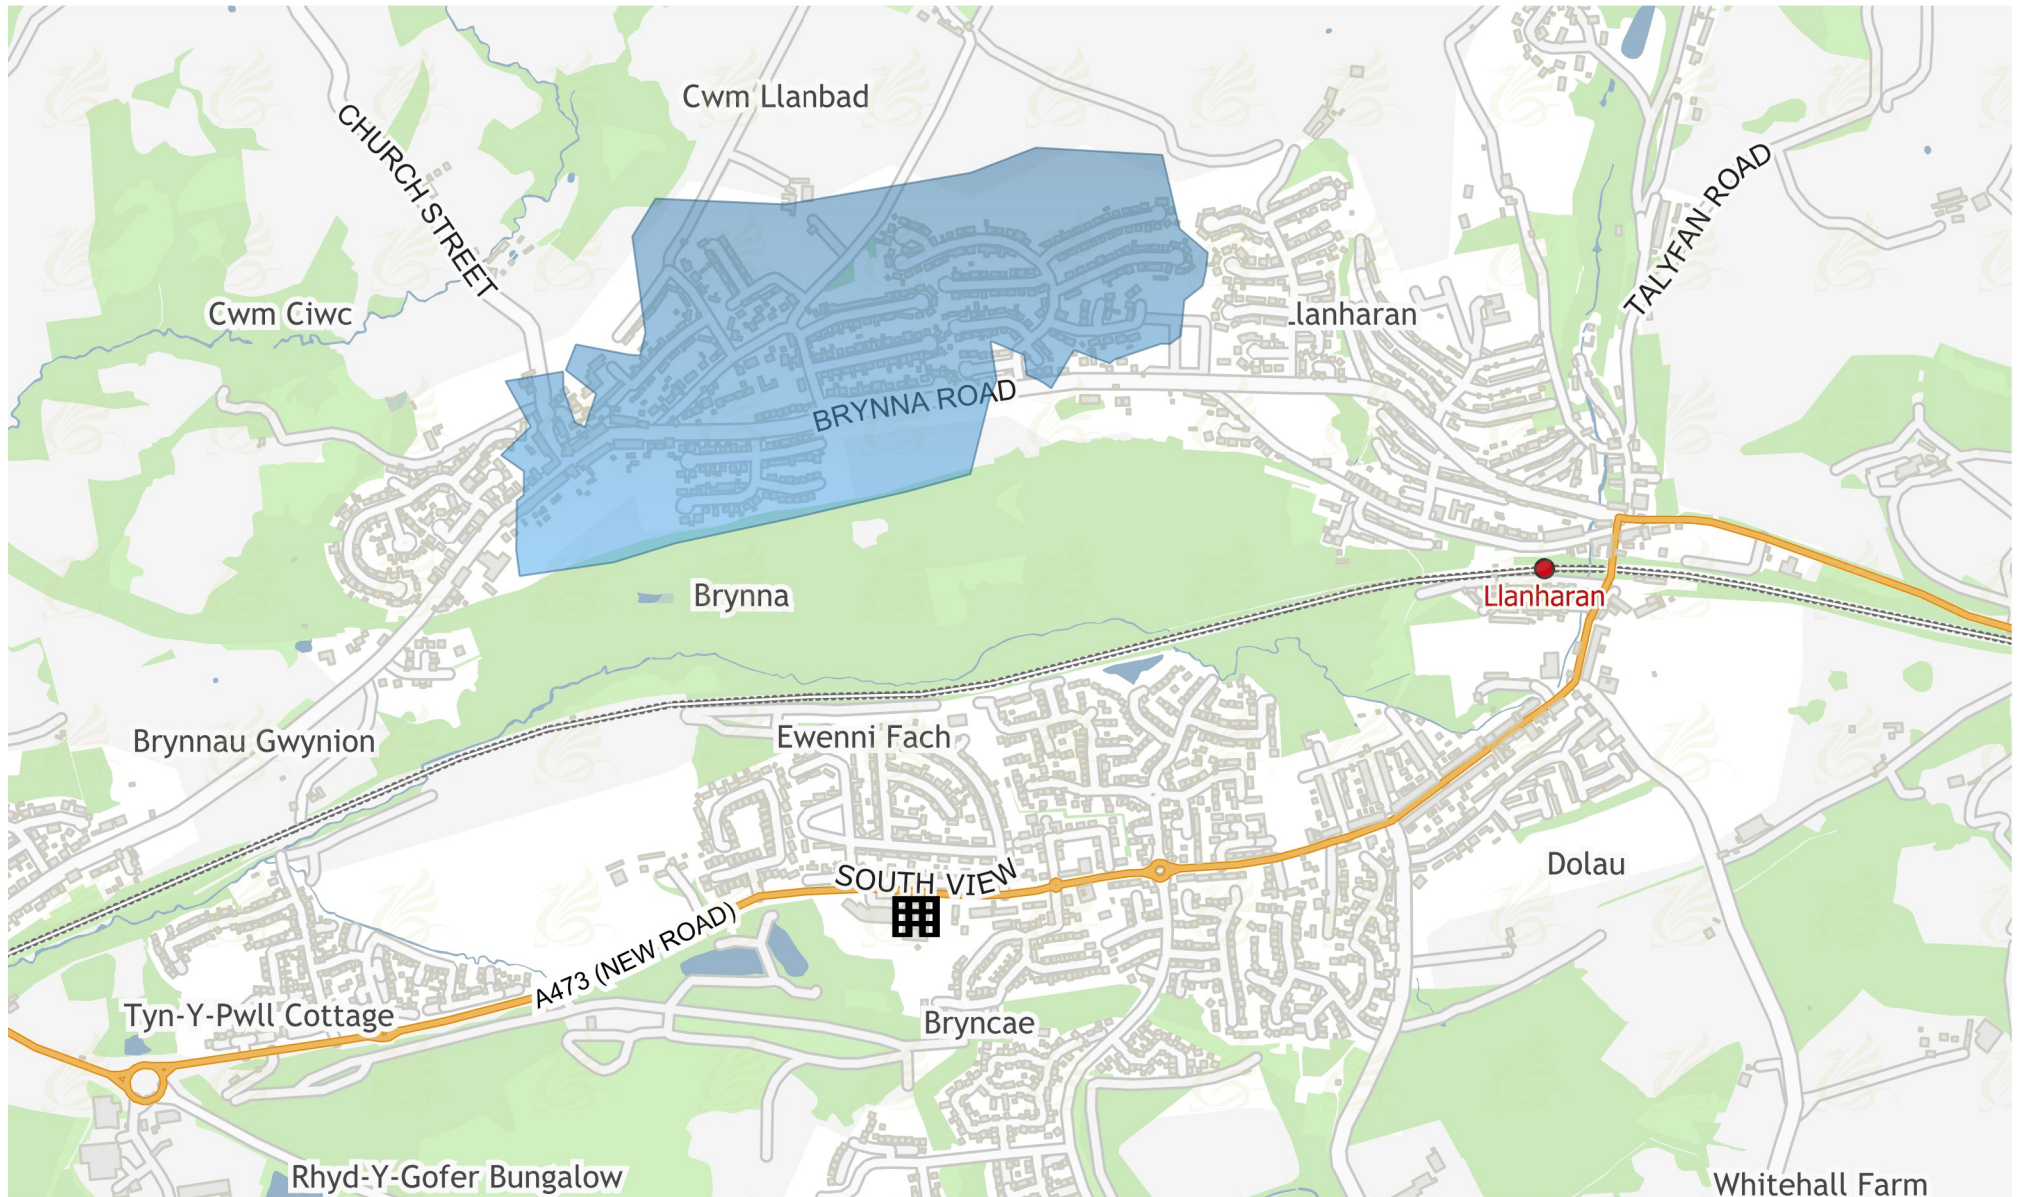 Cwm Llanbad
CHURCH STREET
TALYFAN ROAD
Cwm Ciwc
Llanharan
BRYNNA ROAD
Brynna
Llanharan
Brynnau Gwynion
Ewenni Fach
SOUTH VIEW
Dolau
A473 (NEW ROAD)
Tyn-Y-Pwll Cottage
Bryncae
Rhyd-Y-Gofer Bungalow
Whitehall Farm